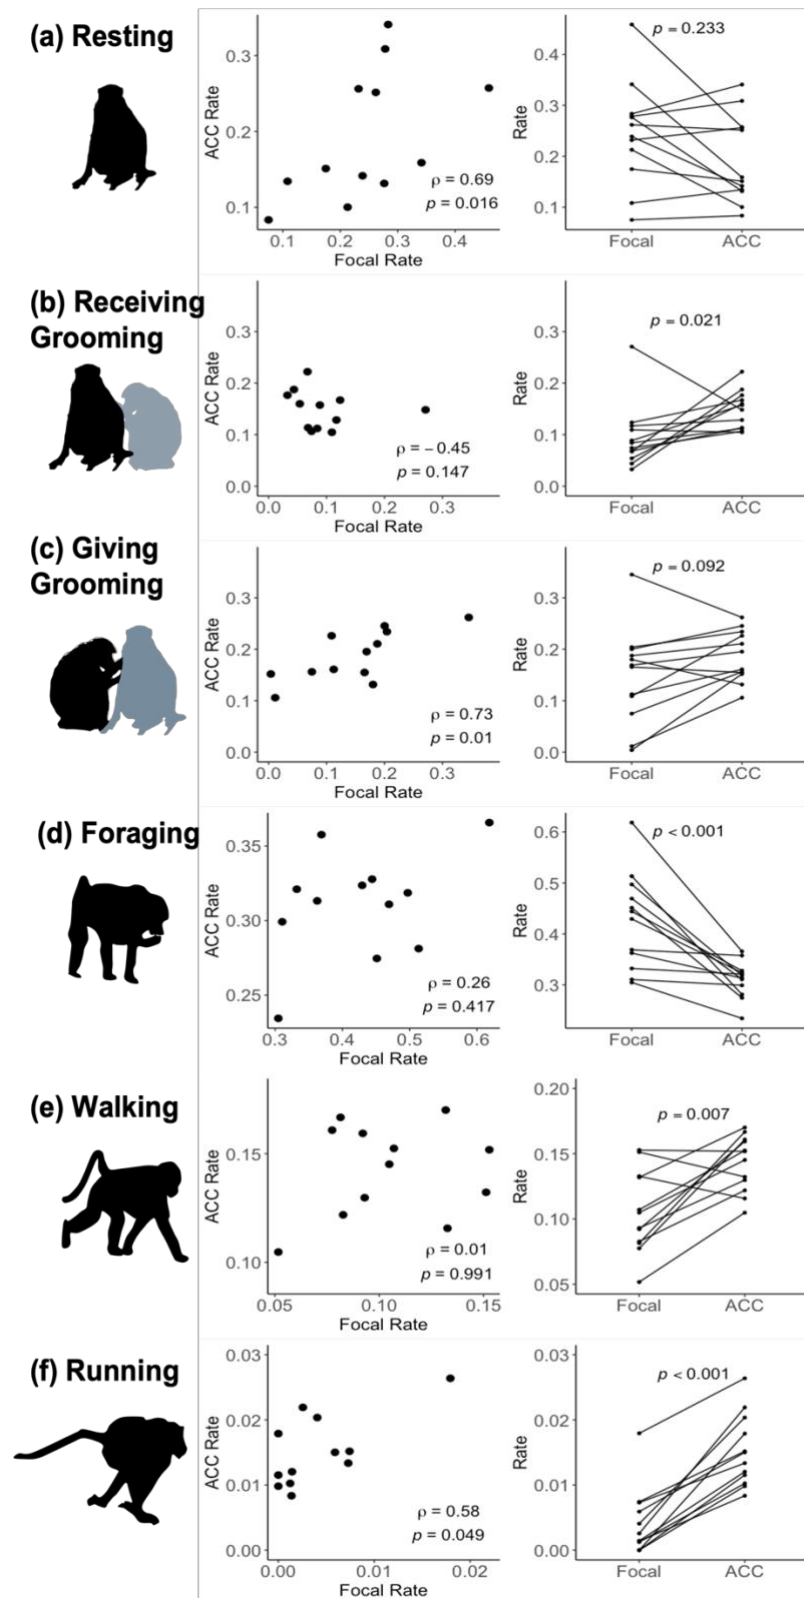 (a) Resting
ACC Rate
0.3
0.2
0.1
ρ = 0.69
p = 0.016
0.1 0.2 0.3 0.4
Focal Rate
Rate
0.4
0.3
0.2
0.1
p = 0.233
Focal ACC
(b) Receiving
Grooming
ACC Rate
0.3
0.2
0.1
0.0
ρ = − 0.45
p = 0.147
0.0 0.1 0.2 0.3
Focal Rate
Rate
0.3
0.2
0.1
0.0
p = 0.021
Focal ACC
(c) Giving
Grooming
ACC Rate
0.3
0.2
0.1
0.0
ρ = 0.73
p = 0.01
0.0 0.1 0.2 0.3
Focal Rate
Rate
0.3
0.2
0.1
0.0
p = 0.092
Focal ACC
(d) Foraging
ACC Rate
0.35
0.30
0.25
ρ = 0.26
p = 0.417
0.3 0.4 0.5 0.6
Focal Rate
Rate
0.6
0.5
0.4
0.3
p < 0.001
Focal ACC
(e) Walking
ACC Rate
0.15
0.10
ρ = 0.01
p = 0.991
0.05 0.10 0.15
Focal Rate
Rate
0.20
0.15
0.10
0.05
p = 0.007
Focal ACC
(f) Running
ACC Rate
0.03
0.02
0.01
0.00
ρ = 0.58
p = 0.049
0.00 0.01 0.02
Focal Rate
Rate
0.03
0.02
0.01
0.00
p < 0.001
Focal ACC